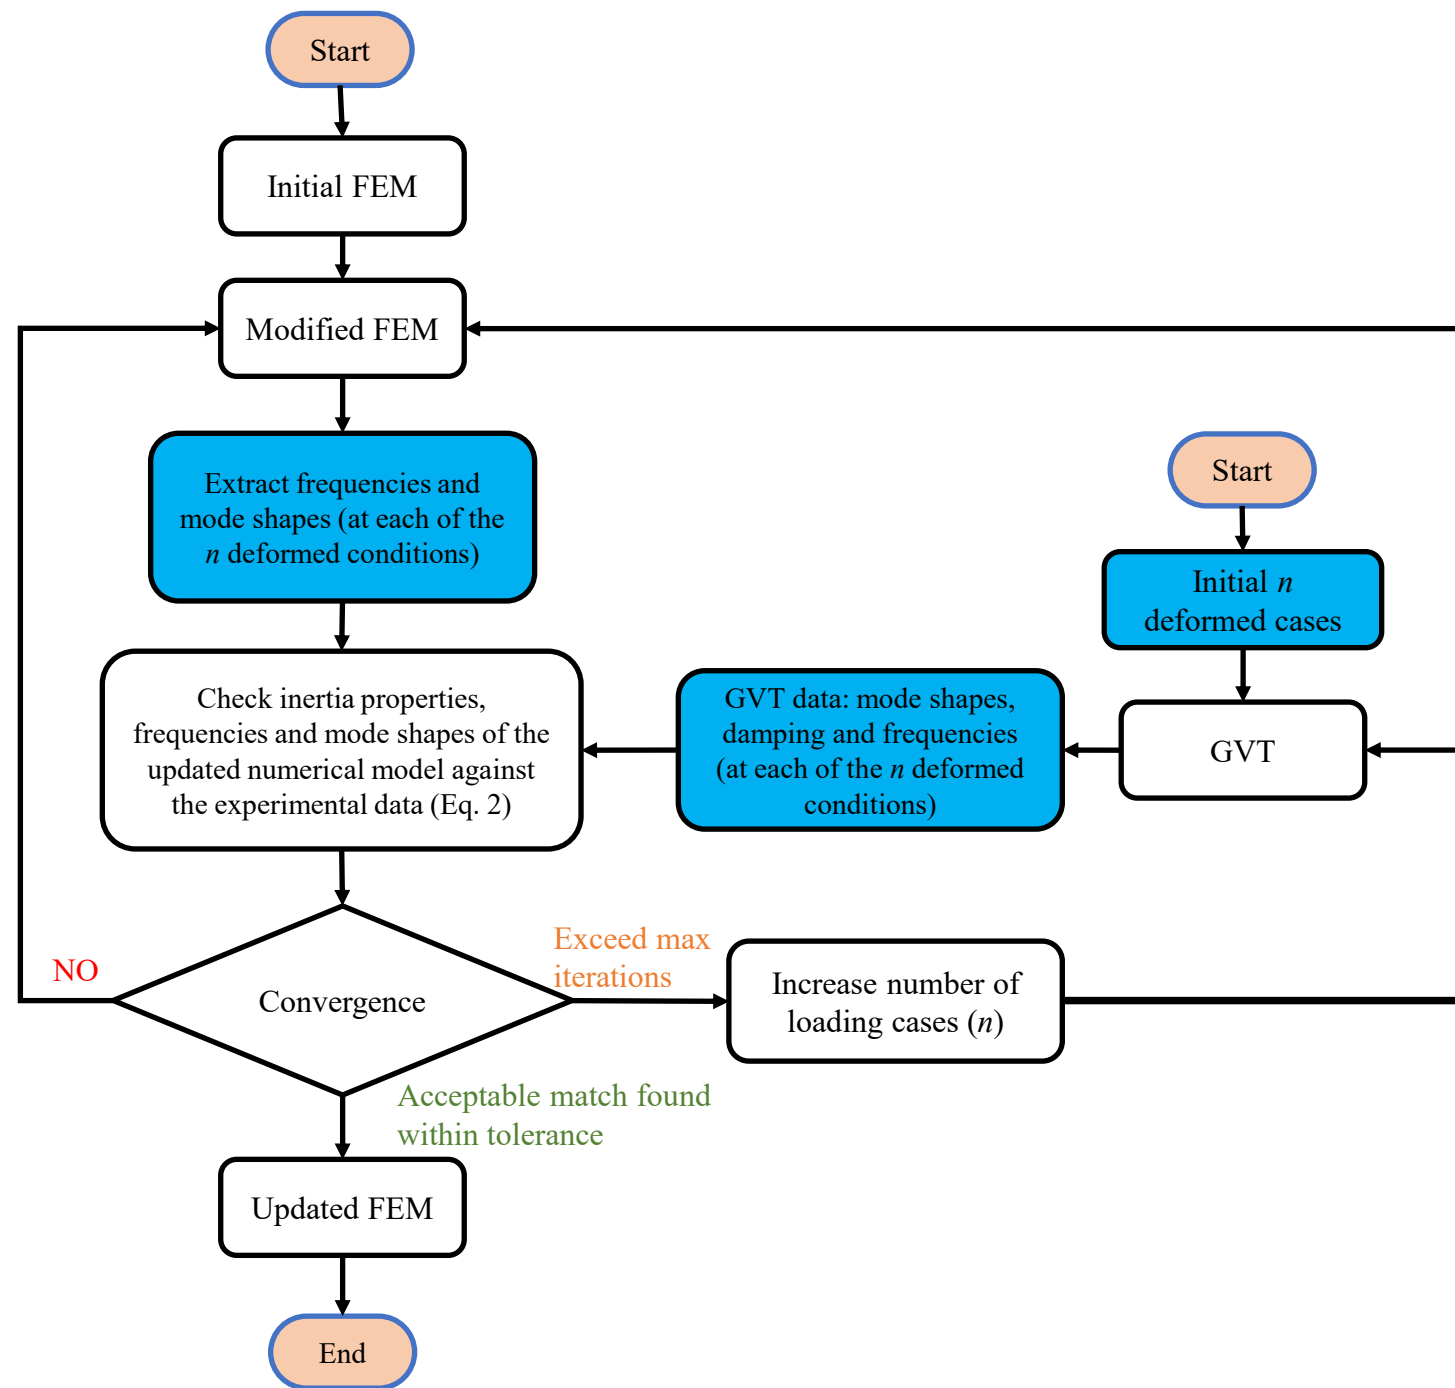 Start
Initial FEM
Modified FEM
Extract frequencies and
mode shapes (at each of the
n deformed conditions)
Start
Initial n
deformed cases
Check inertia properties,
frequencies and mode shapes of the
updated numerical model against
the experimental data (Eq. 2)
GVT data: mode shapes,
damping and frequencies
(at each of the n deformed
conditions)
GVT
NO
Convergence
Exceed max
iterations
Increase number of
loading cases (n)
Acceptable match found
within tolerance
Updated FEM
End